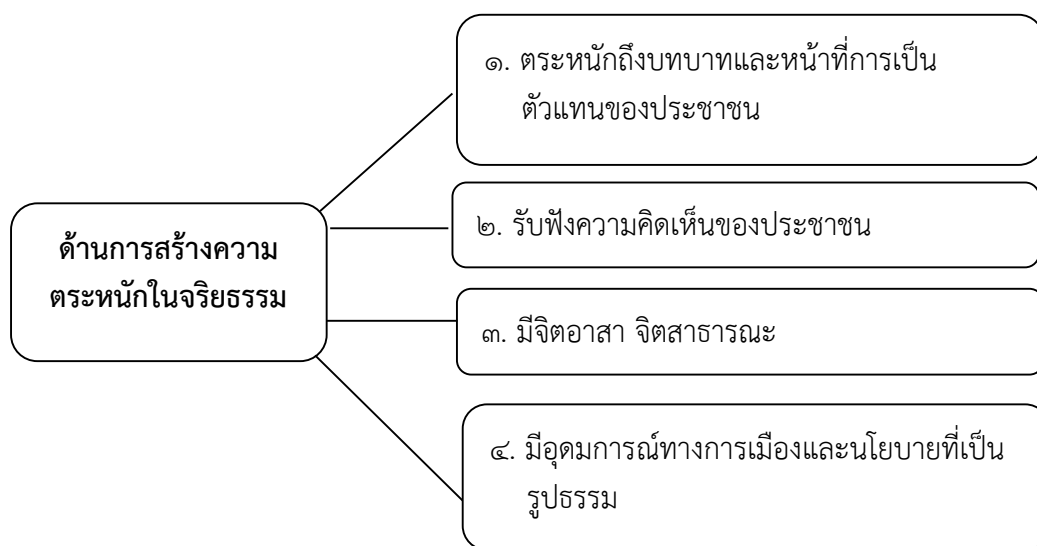 ๑. ตระหนักถึงบทบาทและหน้าที่การเป็น
ตัวแทนของประชาชน
๒. รับฟังความคิดเห็นของประชาชน
ด้านการสร้างความ
ตระหนักในจริยธรรม
๓. มีจิตอาสา จิตสาธารณะ
๔. มีอุดมการณ์ทางการเมืองและนโยบายที่เป็น
รูปธรรม